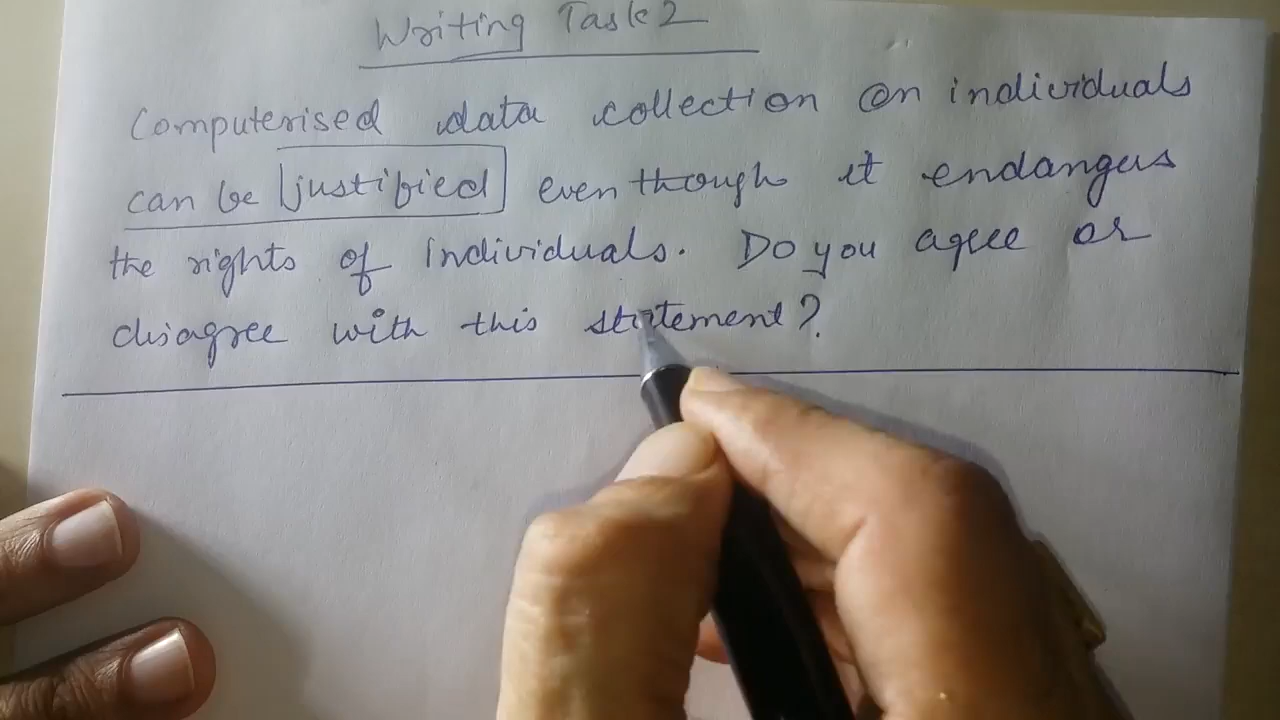 Writing Task 2
Computerised data collection on individuals
can be justified even though it endangers
the rights of individuals. Do you agree or
disagree with this statement?